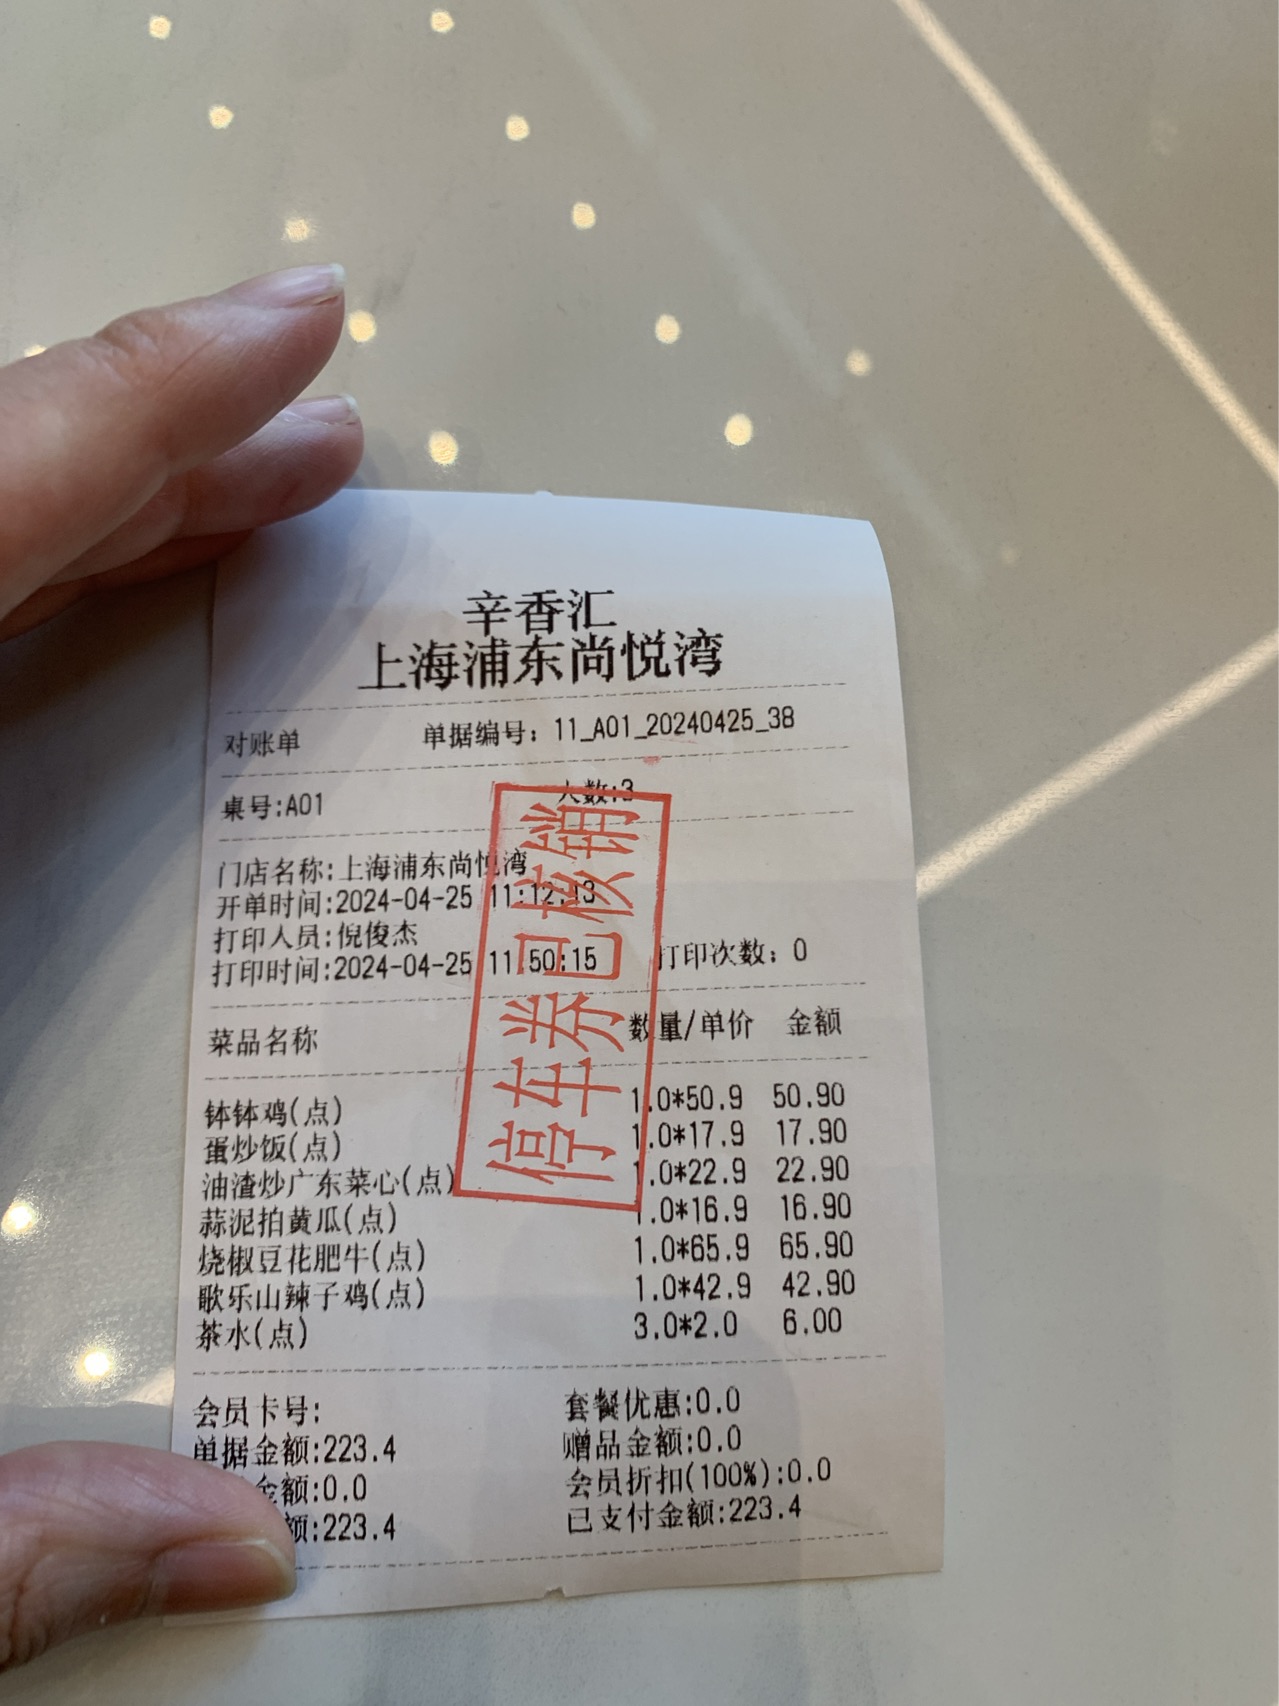 辛香汇
上海浦东尚悦湾
对账单 单据编号：11_A01_20240425_38
桌号:A01 人数:3
门店名称:上海浦东尚悦湾
开单时间:2024-04-25 11:12:13
打印人员:倪俊杰
打印时间:2024-04-25 11:50:15 打印次数：0
菜品名称 数量/单价 金额
钵钵鸡(点) 1.0*50.9 50.90
蛋炒饭(点) 1.0*17.9 17.90
油渣炒广东菜心(点) 1.0*22.9 22.90
蒜泥拍黄瓜(点) 1.0*16.9 16.90
烧椒豆花肥牛(点) 1.0*65.9 65.90
歌乐山辣子鸡(点) 1.0*42.9 42.90
茶水(点) 3.0*2.0 6.00
会员卡号: 套餐优惠:0.0
单据金额:223.4 赠品金额:0.0
金额:0.0 会员折扣(100%):0.0
额:223.4 已支付金额:223.4
停车券已核销